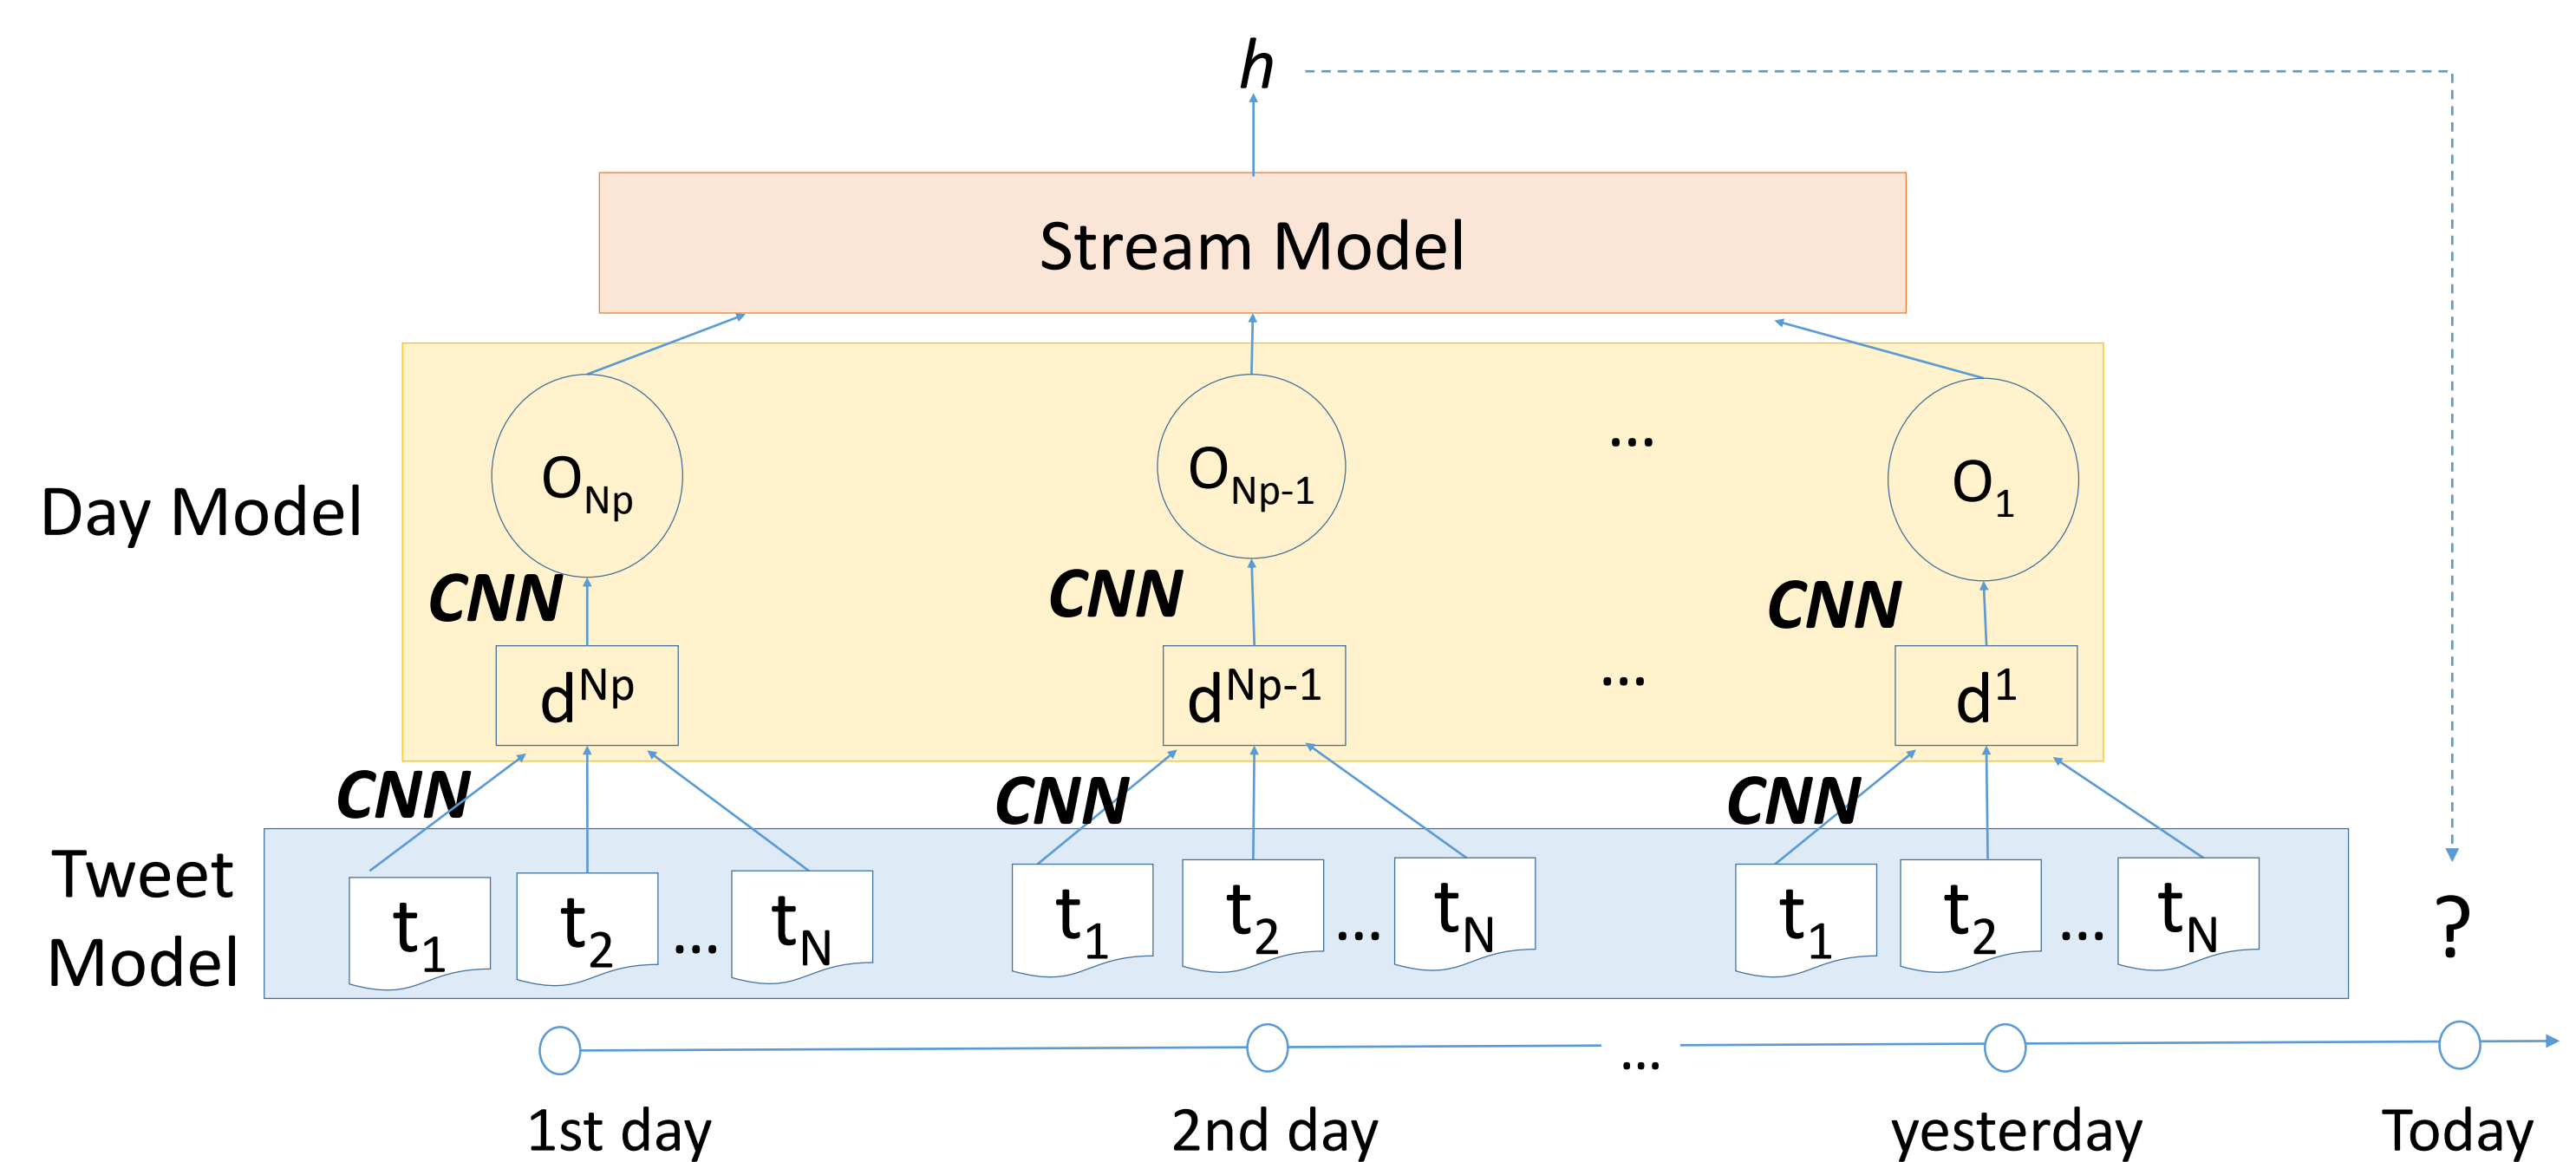 h
Stream Model
Day Model
O_Np
O_Np-1
...
O_1
CNN
CNN
CNN
d^Np
d^Np-1
...
d^1
CNN
CNN
CNN
Tweet
Model
t_1
t_2
...
t_N
t_1
t_2
...
t_N
t_1
t_2
...
t_N
?
...
1st day
2nd day
yesterday
Today